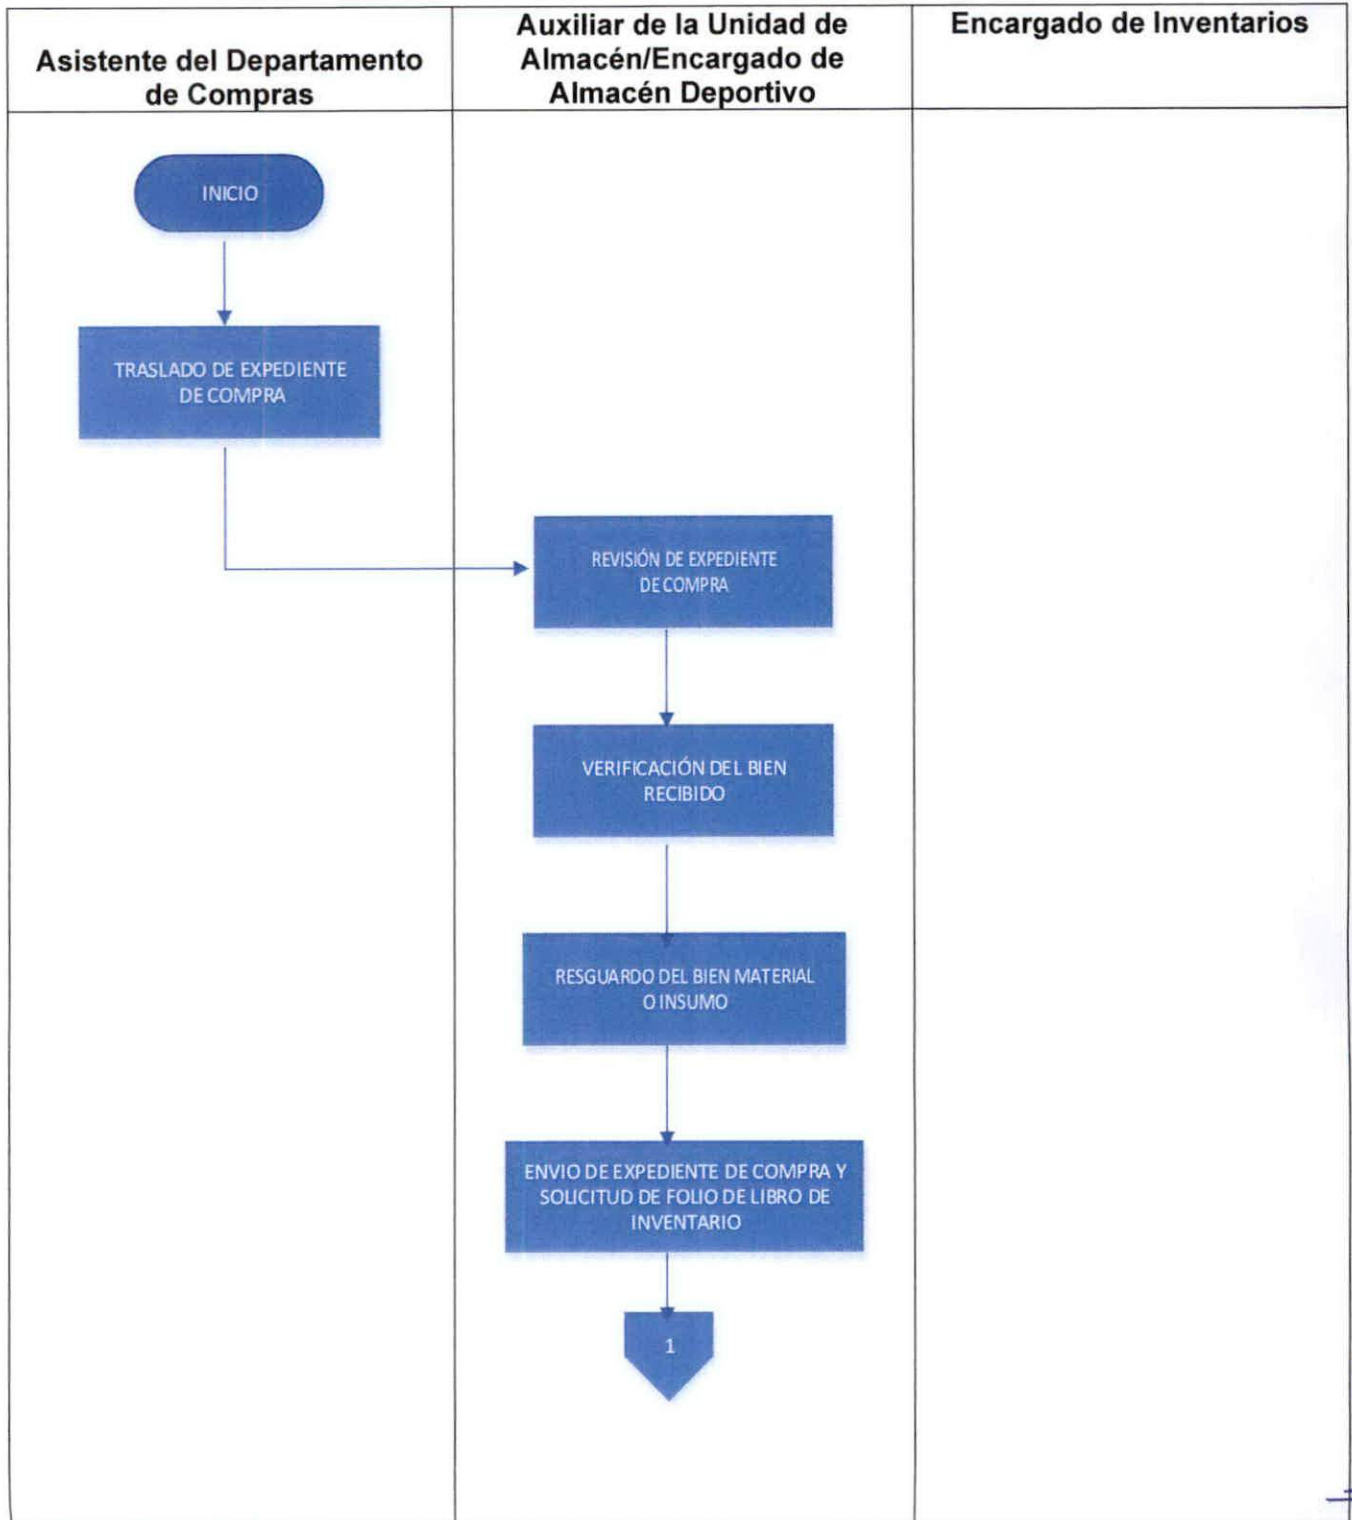 Asistente del Departamento
de Compras
Auxiliar de la Unidad de
Almacén/Encargado de
Almacén Deportivo
Encargado de Inventarios
INICIO
TRASLADO DE EXPEDIENTE
DE COMPRA
REVISIÓN DE EXPEDIENTE
DE COMPRA
VERIFICACIÓN DEL BIEN
RECIBIDO
RESGUARDO DEL BIEN MATERIAL
O INSUMO
ENVIO DE EXPEDIENTE DE COMPRA Y
SOLICITUD DE FOLIO DE LIBRO DE
INVENTARIO
1